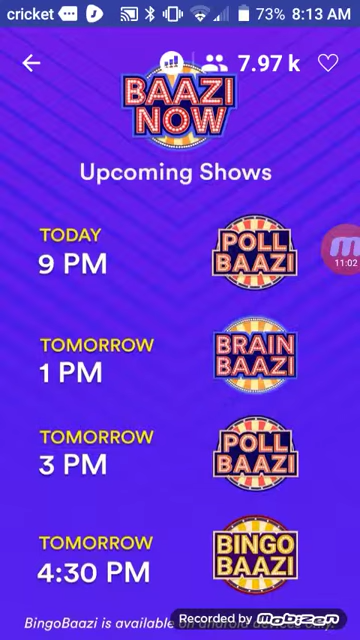 cricket 73% 8:13 AM
7.97 k
BAAZI
NOW
Upcoming Shows
TODAY
9 PM
POLL
BAAZI
11:02
TOMORROW
1 PM
BRAIN
BAAZI
TOMORROW
3 PM
POLL
BAAZI
TOMORROW
4:30 PM
BINGO
BAAZI
BingoBaazi is available on android
Recorded by Mobizen